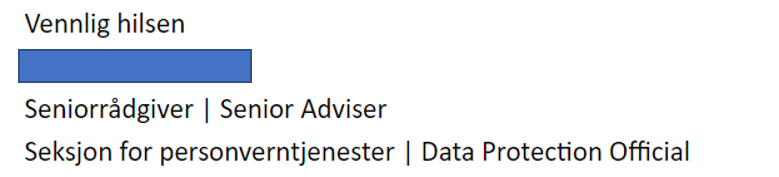 Vennlig hilsen
Seniorrådgiver | Senior Adviser
Seksjon for personverntjenester | Data Protection Official